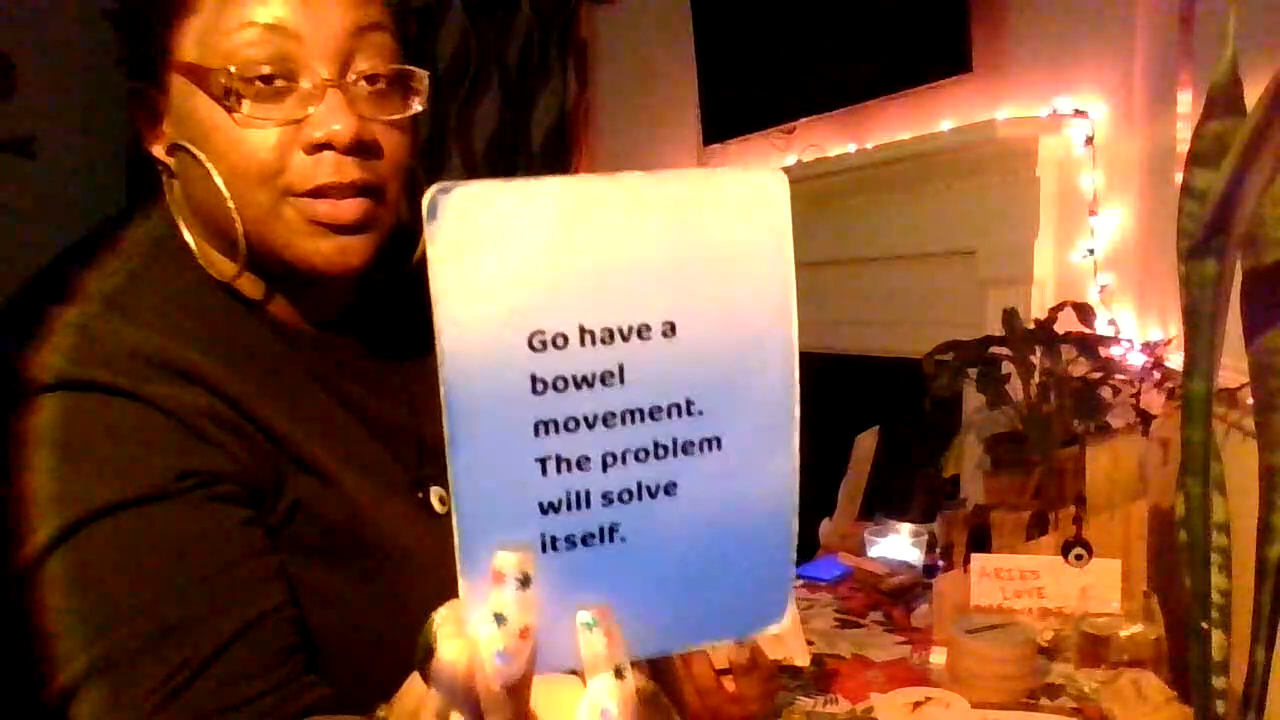 Go have a
bowel
movement.
The problem
will solve
itself.
ARIES
LOVE